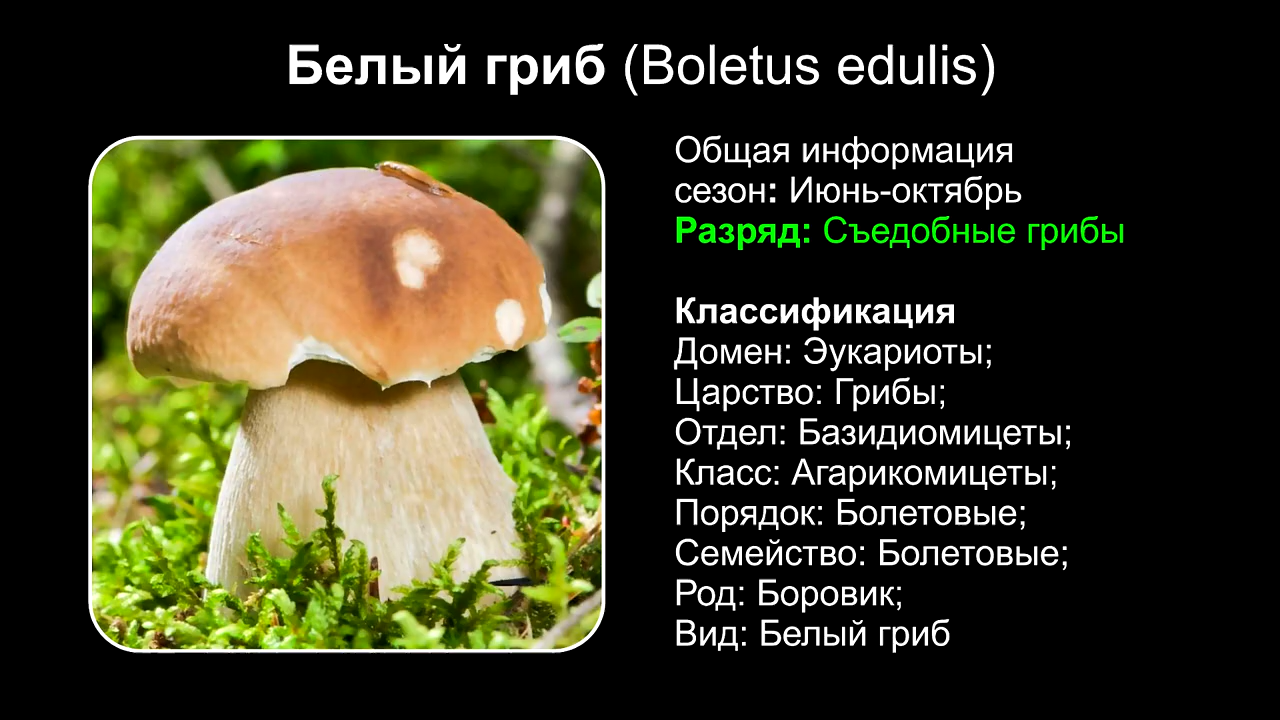 Белый гриб (Boletus edulis)
Общая информация
сезон: Июнь-октябрь
Разряд: Съедобные грибы
Классификация
Домен: Эукариоты;
Царство: Грибы;
Отдел: Базидиомицеты;
Класс: Агарикомицеты;
Порядок: Болетовые;
Семейство: Болетовые;
Род: Боровик;
Вид: Белый гриб